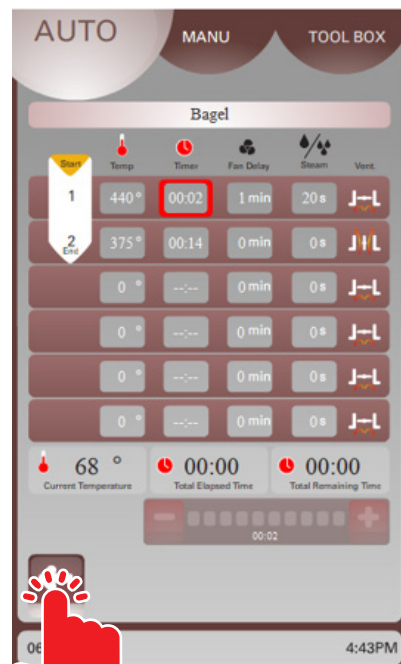 AUTO MANU TOOL BOX
Bagel
Start Temp Timer Fan Delay Steam Vent.
1 440° 00:02 1 min 20 s
2 375° 00:14 0 min 0 s
End
0 ° --:-- 0 min 0 s
0 ° --:-- 0 min 0 s
0 ° --:-- 0 min 0 s
0 ° --:-- 0 min 0 s
68 ° 00:00 00:00
Current Temperature Total Elapsed Time Total Remaining Time
00:02
06 4:43PM